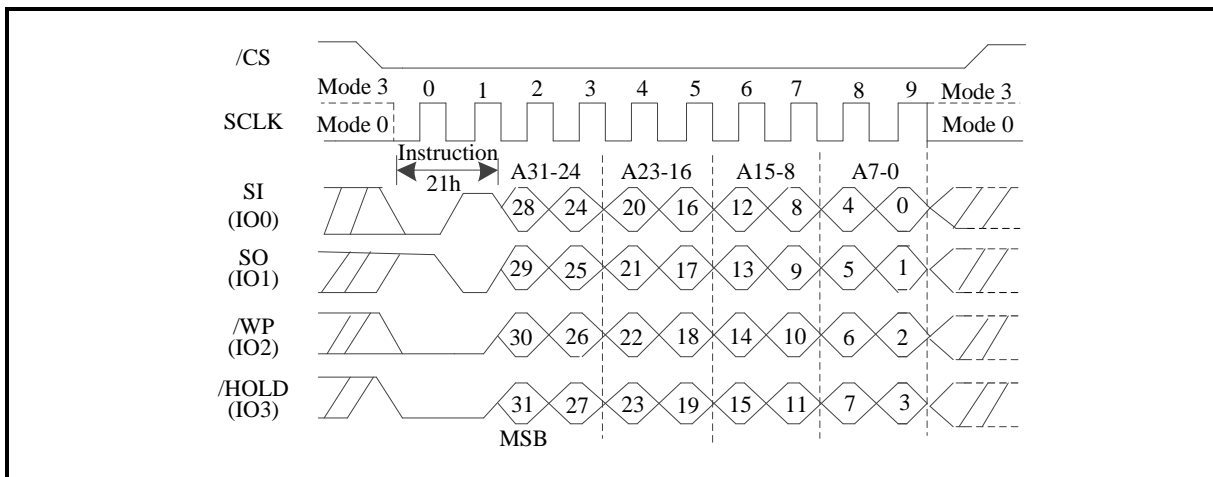 /CS
Mode 3 0 1 2 3 4 5 6 7 8 9 Mode 3
SCLK Mode 0 Mode 0
Instruction
21h
A31-24 A23-16 A15-8 A7-0
SI
(IO0)
28 24 20 16 12 8 4 0
SO
(IO1)
29 25 21 17 13 9 5 1
/WP
(IO2)
30 26 22 18 14 10 6 2
/HOLD
(IO3)
31 27 23 19 15 11 7 3
MSB